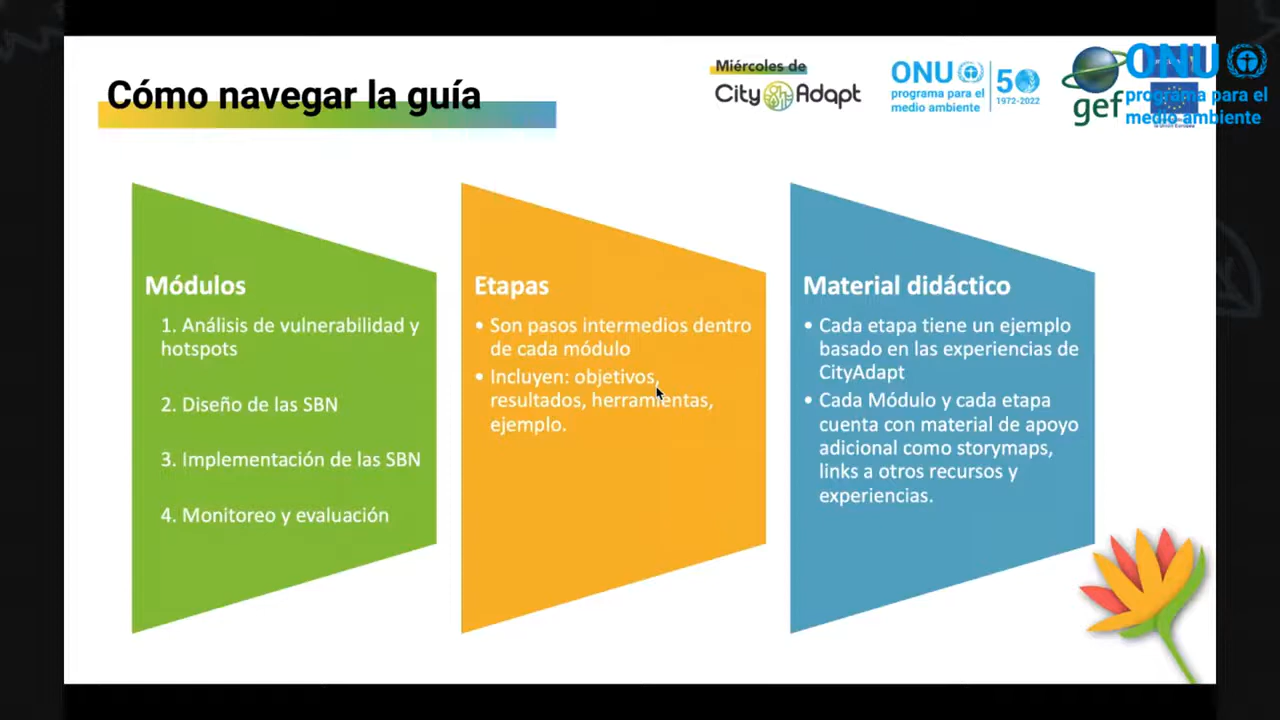 Cómo navegar la guía
Miércoles de
CityAdapt
ONU
programa para el
medio ambiente
50
1972-2022
gef
ONU
programa para el
medio ambiente
Módulos
1. Análisis de vulnerabilidad y
hotspots
2. Diseño de las SBN
3. Implementación de las SBN
4. Monitoreo y evaluación
Etapas
• Son pasos intermedios dentro
de cada módulo
• Incluyen: objetivos,
resultados, herramientas,
ejemplo.
Material didáctico
• Cada etapa tiene un ejemplo
basado en las experiencias de
CityAdapt
• Cada Módulo y cada etapa
cuenta con material de apoyo
adicional como storymaps,
links a otros recursos y
experiencias.